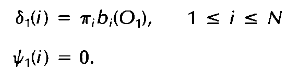 δ₁(i) = πᵢbᵢ(O₁), 1 ≤ i ≤ N
ψ₁(i) = 0.